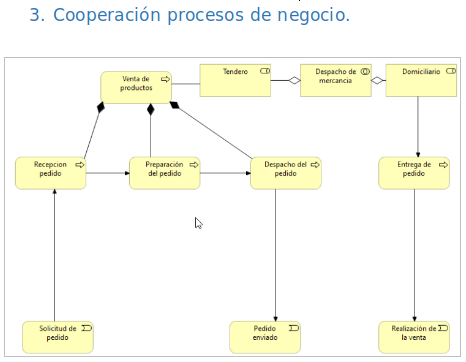 3. Cooperación procesos de negocio.
Venta de
productos
Tendero
Despacho de
mercancia
Domiciliario
Recepcion
pedido
Preparación
del pedido
Despacho del
pedido
Entrega de
pedido
Solicitud de
pedido
Pedido
enviado
Realización de
la venta